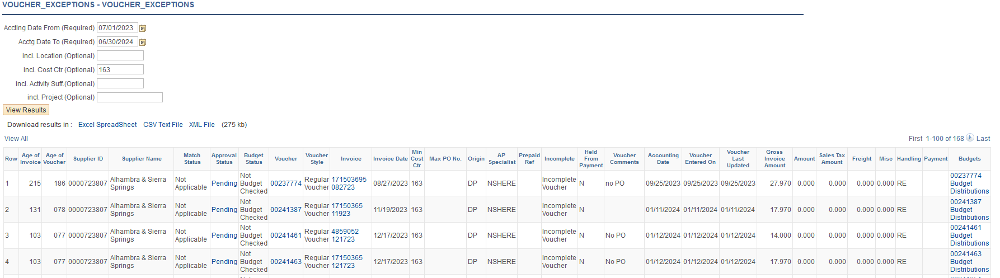 VOUCHER_EXCEPTIONS - VOUCHER_EXCEPTIONS
Accting Date From (Required) 07/01/2023
Acctg Date To (Required) 06/30/2024
incl. Location (Optional)
incl. Cost Ctr (Optional) 163
incl. Activity Suff.(Optional)
incl. Project (Optional)
View Results
Download results in : Excel SpreadSheet CSV Text File XML File (275 kb)
View All First 1-100 of 168 Last
Row Age of Invoice Age of Voucher Supplier ID Supplier Name Match Status Approval Status Budget Status Voucher Voucher Style Invoice Invoice Date Min Cost Ctr Max PO No. Origin AP Specialist Prepaid Ref Incomplete Held From Payment Voucher Comments Accounting Date Voucher Entered On Voucher Last Updated Gross Invoice Amount Amount Sales Tax Amount Freight Misc Handling Payment Budgets
1 215 186 0000723807 Alhambra & Sierra Springs Not Applicable Pending Not Budget Checked 00237774 Regular Voucher 171503695 082723 08/27/2023 163 DP NSHERE Incomplete Voucher N no PO 09/25/2023 09/25/2023 09/25/2023 27.970 0.000 0.000 0.000 0.000 RE 00237774 Budget Distributions
2 131 078 0000723807 Alhambra & Sierra Springs Not Applicable Pending Not Budget Checked 00241387 Regular Voucher 17150365 11923 11/19/2023 163 DP NSHERE Incomplete Voucher N 01/11/2024 01/11/2024 01/11/2024 17.970 0.000 0.000 0.000 0.000 RE 00241387 Budget Distributions
3 103 077 0000723807 Alhambra & Sierra Springs Not Applicable Pending Not Budget Checked 00241461 Regular Voucher 4859052 121723 12/17/2023 163 DP NSHERE Incomplete Voucher N No PO 01/12/2024 01/12/2024 01/12/2024 14.000 0.000 0.000 0.000 0.000 RE 00241461 Budget Distributions
4 103 077 0000723807 Alhambra & Sierra Springs Not Applicable Pending Not Budget Checked 00241463 Regular Voucher 17150365 121723 12/17/2023 163 DP NSHERE Incomplete Voucher N No PO 01/12/2024 01/12/2024 01/12/2024 17.970 0.000 0.000 0.000 0.000 RE 00241463 Budget Distributions